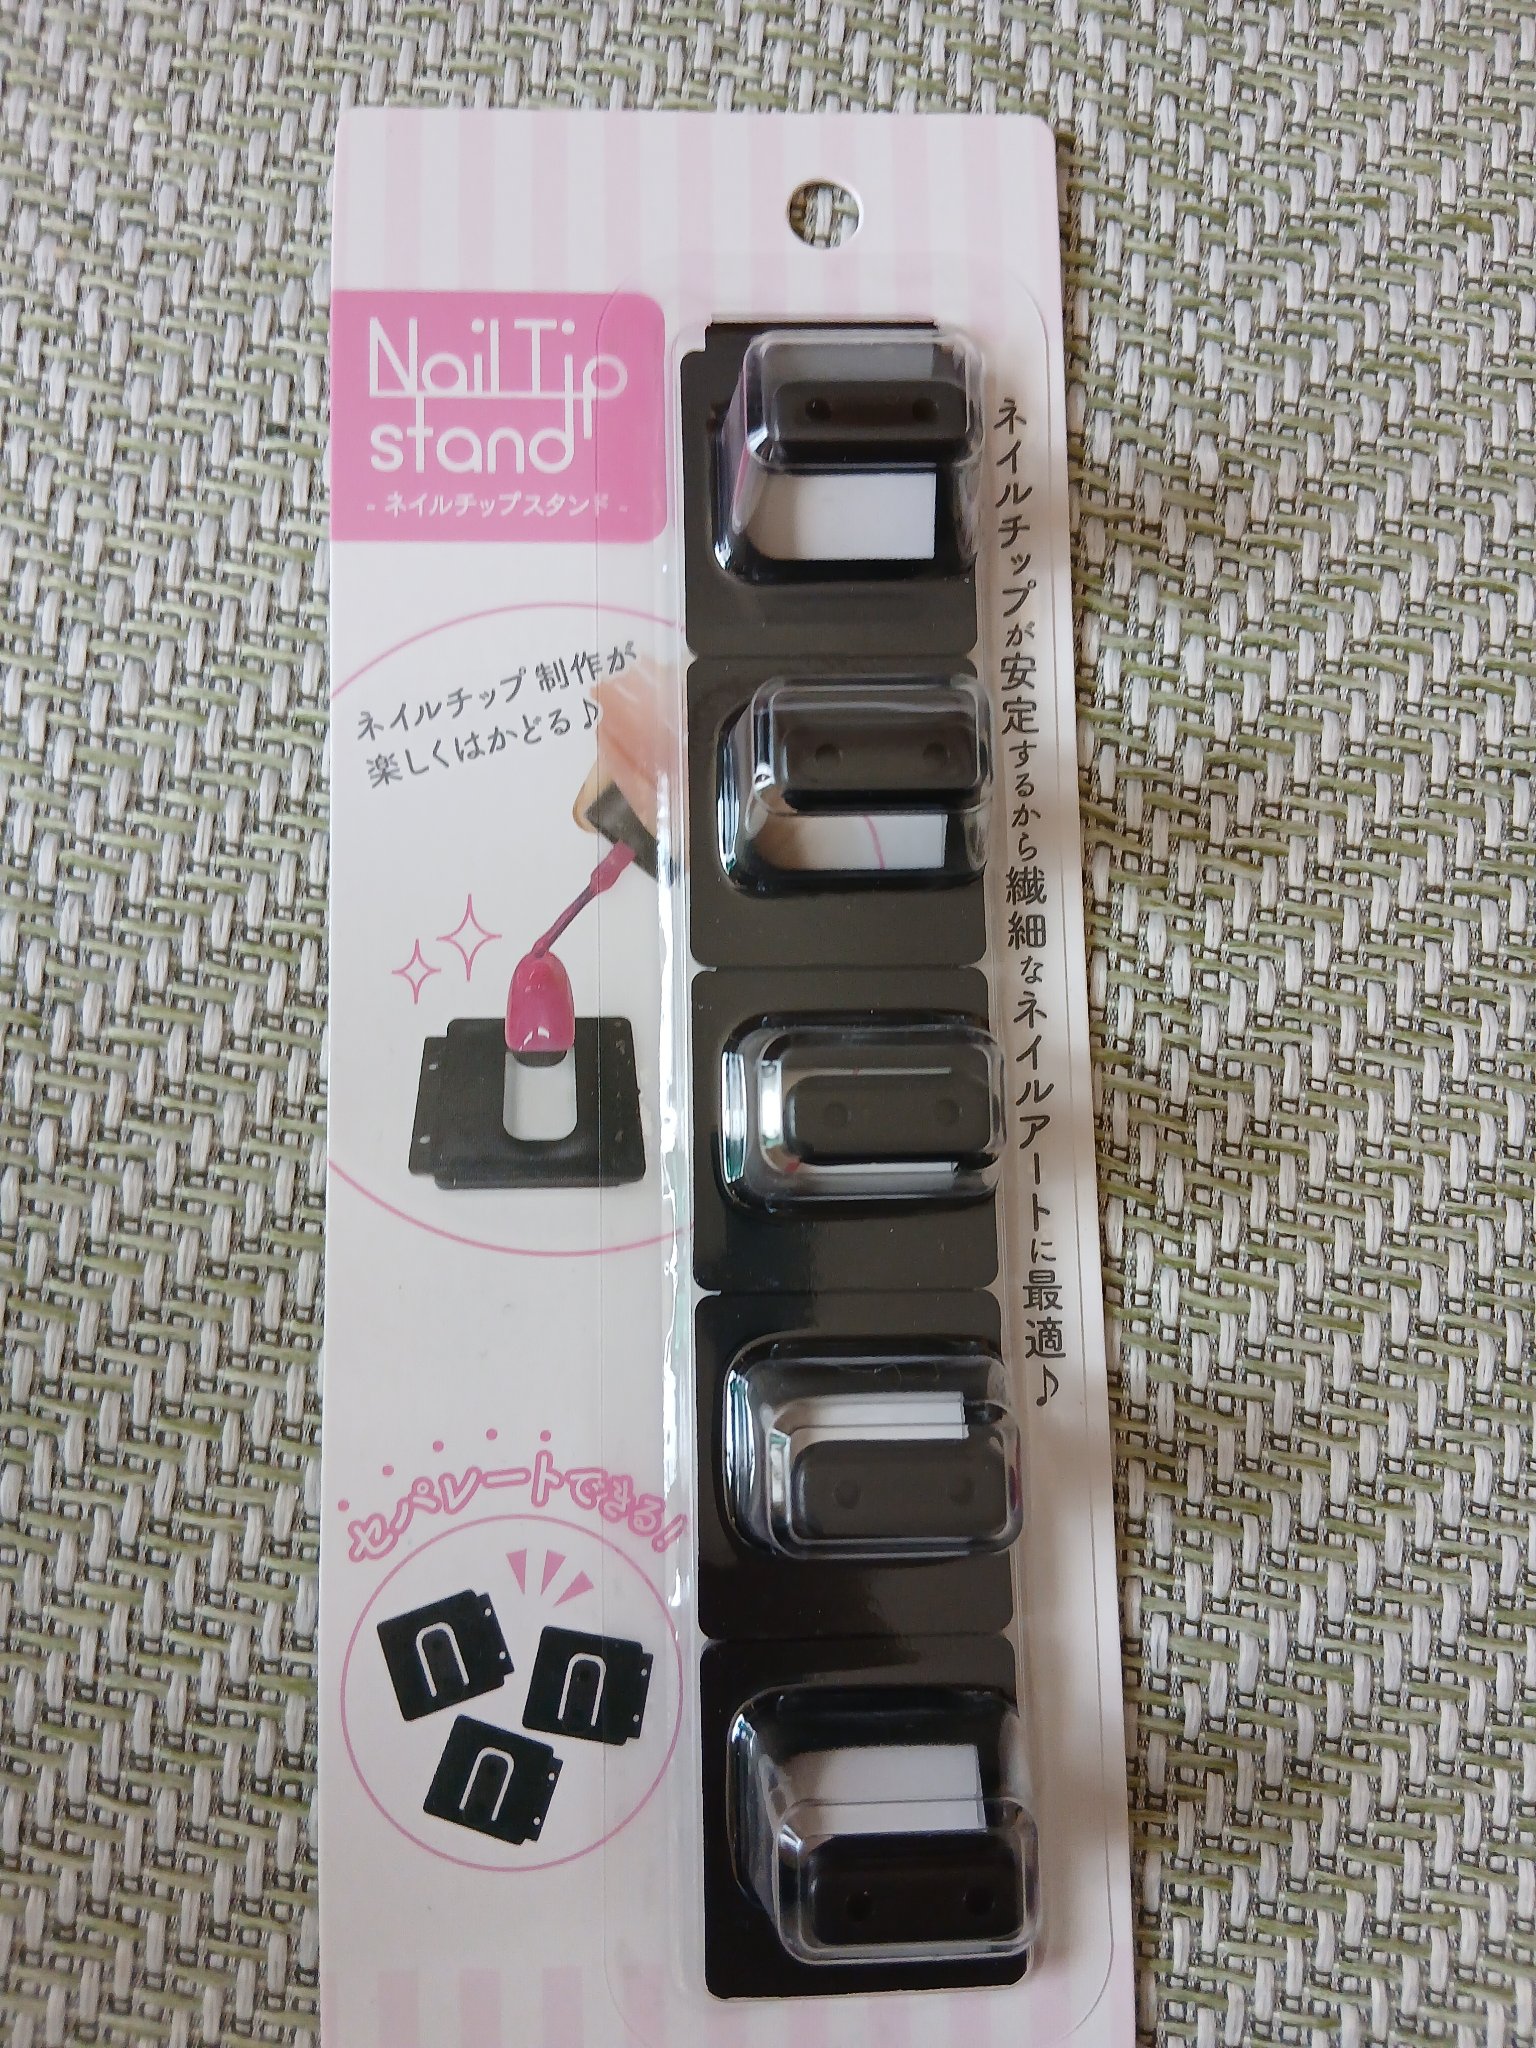 Nail Tip
stand
- ネイルチップスタンド -
ネイルチップ制作が
楽しくはかどる♪
ネイルチップが安定するから繊細なネイルアートに最適♪
セパレートできる!